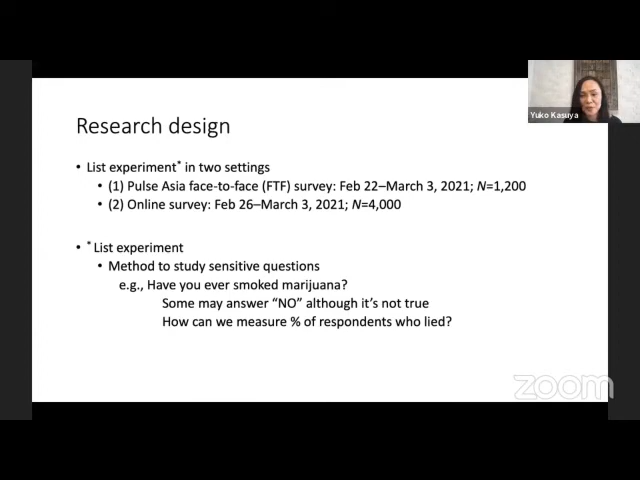 Yuko Kasuya
Research design
• List experiment* in two settings
• (1) Pulse Asia face-to-face (FTF) survey: Feb 22–March 3, 2021; N=1,200
• (2) Online survey: Feb 26–March 3, 2021; N=4,000
• * List experiment
• Method to study sensitive questions
e.g., Have you ever smoked marijuana?
Some may answer “NO” although it’s not true
How can we measure % of respondents who lied?
zoom